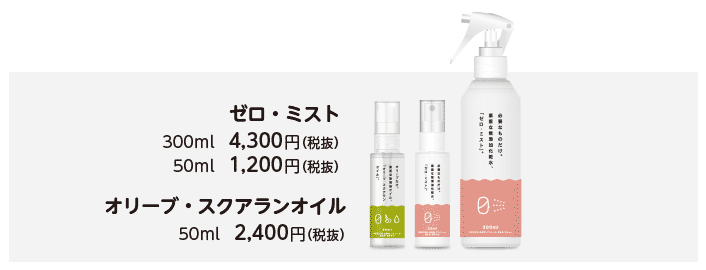 ゼロ・ミスト
300ml 4,300円(税抜)
50ml 1,200円(税抜)
オリーブ・スクアランオイル
50ml 2,400円(税抜)
必要なものだけ。
「ゼロ・ミスト」。
300ml